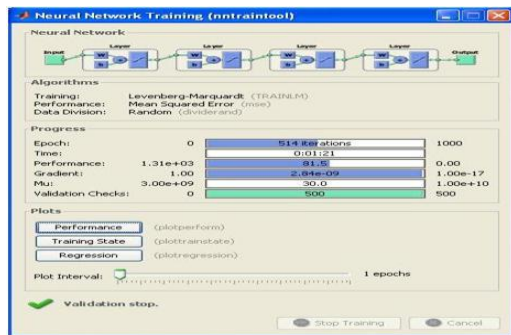 Neural Network Training (nntraintool)
Neural Network
Input Layer Layer Layer Layer Output
W W W W
b b b b
Algorithms
Training: Levenberg-Marquardt (TRAINLM)
Performance: Mean Squared Error (mse)
Data Division: Random (dividerand)
Progress
Epoch: 0 514 iterations 1000
Time: 0:01:21
Performance: 1.31e+03 81.5 0.00
Gradient: 1.00 2.84e-09 1.00e-17
Mu: 3.00e+09 30.0 1.00e+10
Validation Checks: 0 500 500
Plots
Performance (plotperform)
Training State (plottrainstate)
Regression (plotregression)
Plot Interval: 1 epochs
Validation stop.
Stop Training Cancel